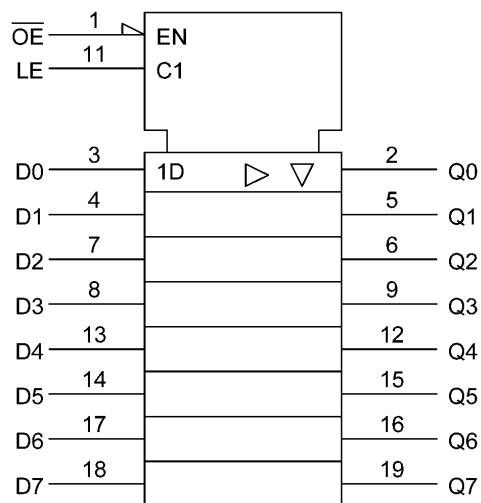 O̅E̅ 1 EN
LE 11 C1
D0 3 1D 2 Q0
D1 4 5 Q1
D2 7 6 Q2
D3 8 9 Q3
D4 13 12 Q4
D5 14 15 Q5
D6 17 16 Q6
D7 18 19 Q7